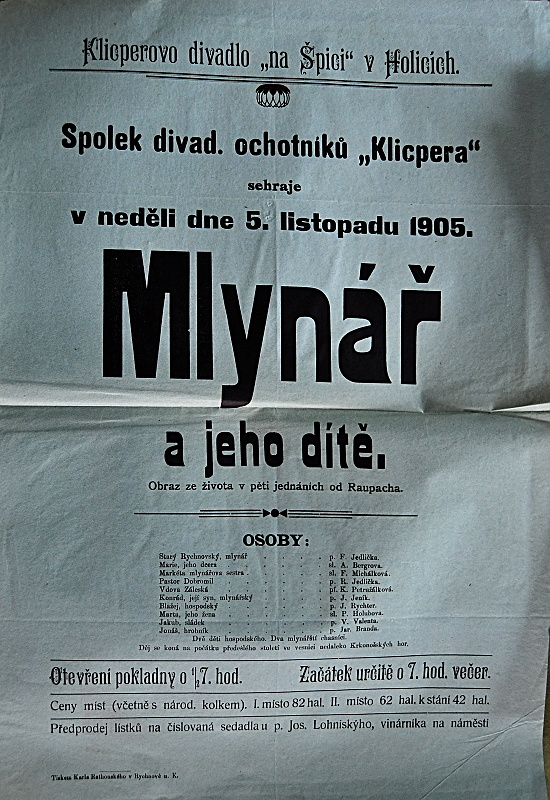 Klicperovo divadlo „na Špici“ v Holicích.
Spolek divad. ochotníků „Klicpera“
sehraje
v neděli dne 5. listopadu 1905.
Mlynář
a jeho dítě.
Obraz ze života v pěti jednáních od Raupacha.
OSOBY:
Starý Rychnovský, mlynář . . . . . p. F. Jedlička.
Marie, jeho dcera . . . . . sl. A. Bergrova.
Markéta mlynářova sestra . . . . . sl. F. Michálková.
Pastor Dobromil . . . . . p. R. Jedlička.
Vdova Záleská . . . . . pí. K. Petružálková.
Konrád, její syn, mlynářský . . . . . p. J. Jeník.
Blažej, hospodský . . . . . p. J. Rychter.
Marta, jeho žena . . . . . sl. P. Holubova.
Jakub, sládek . . . . . p. V. Valenta.
Jonáš, hrobník . . . . . p. Jar. Branda.
Dvě děti hospodského. Dva mlynářští chasníci.
Děj se koná na počátku předešlého století ve vesnici nedaleko Krkonošských hor.
Otevření pokladny o 1/2 7. hod. Začátek určitě o 7. hod. večer.
Ceny míst (včetně s národ. kolkem). I. místo 82 hal. II. místo 62 hal. k stání 42 hal.
Předprodej lístků na číslovaná sedadla u p. Jos. Lohniského, vinárníka na náměstí
Tiskem Karla Rathouského v Rychnově n. K.